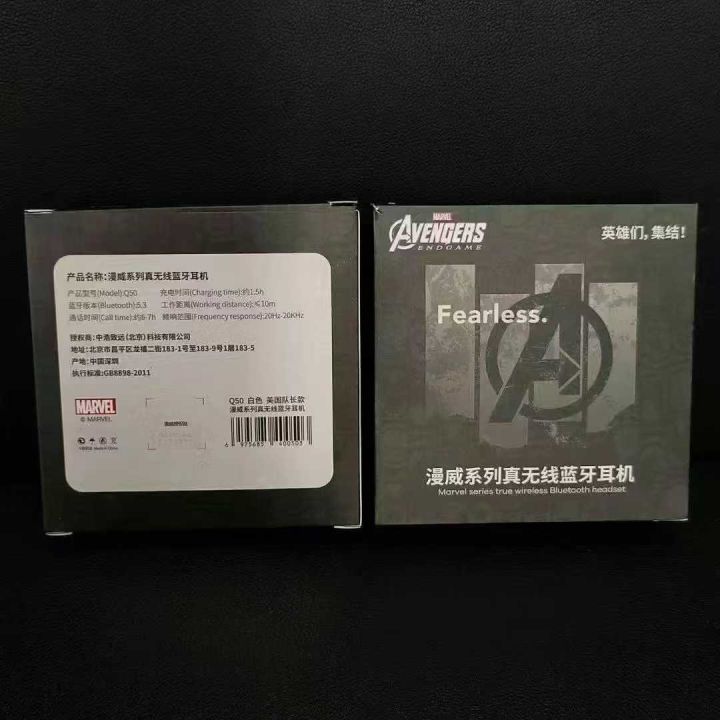 产品名称:漫威系列真无线蓝牙耳机
产品型号(Model):Q50 充电时间(Charging time):约1.5h
蓝牙版本(Bluetooth):5.3 工作距离(Working distance):≤10m
通话时间(Call time):约6-7h 频响范围(Frequency response):20Hz-20KHz
授权商:中浩致远(北京)科技有限公司
地址:北京市昌平区龙禧二街183-1号至183-9号1层183-5
产地:中国深圳
执行标准:GB8898-2011
MARVEL
© MARVEL
Made in China
Q50 白色 美国队长款
漫威系列真无线蓝牙耳机
6 975685 400503
MARVEL
AVENGERS
ENDGAME
英雄们,集结!
Fearless.
漫威系列真无线蓝牙耳机
Marvel series true wireless Bluetooth headset